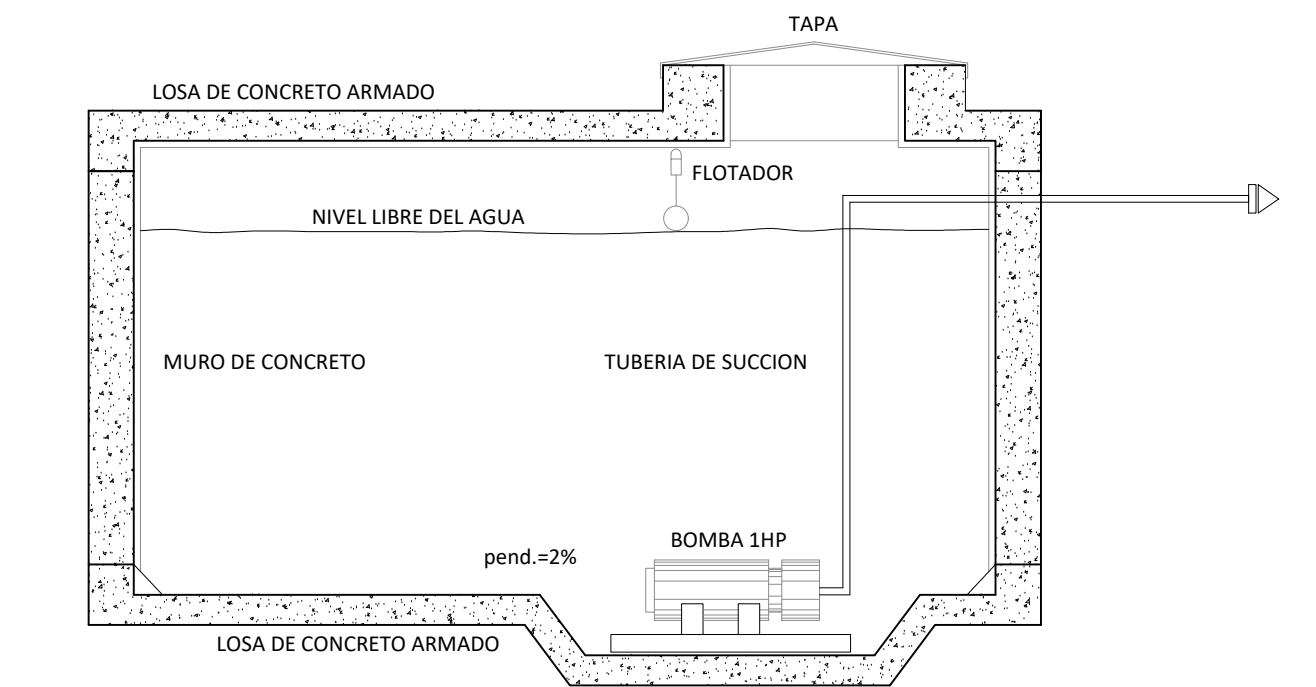 TAPA
LOSA DE CONCRETO ARMADO
FLOTADOR
NIVEL LIBRE DEL AGUA
MURO DE CONCRETO
TUBERIA DE SUCCION
BOMBA 1HP
pend.=2%
LOSA DE CONCRETO ARMADO